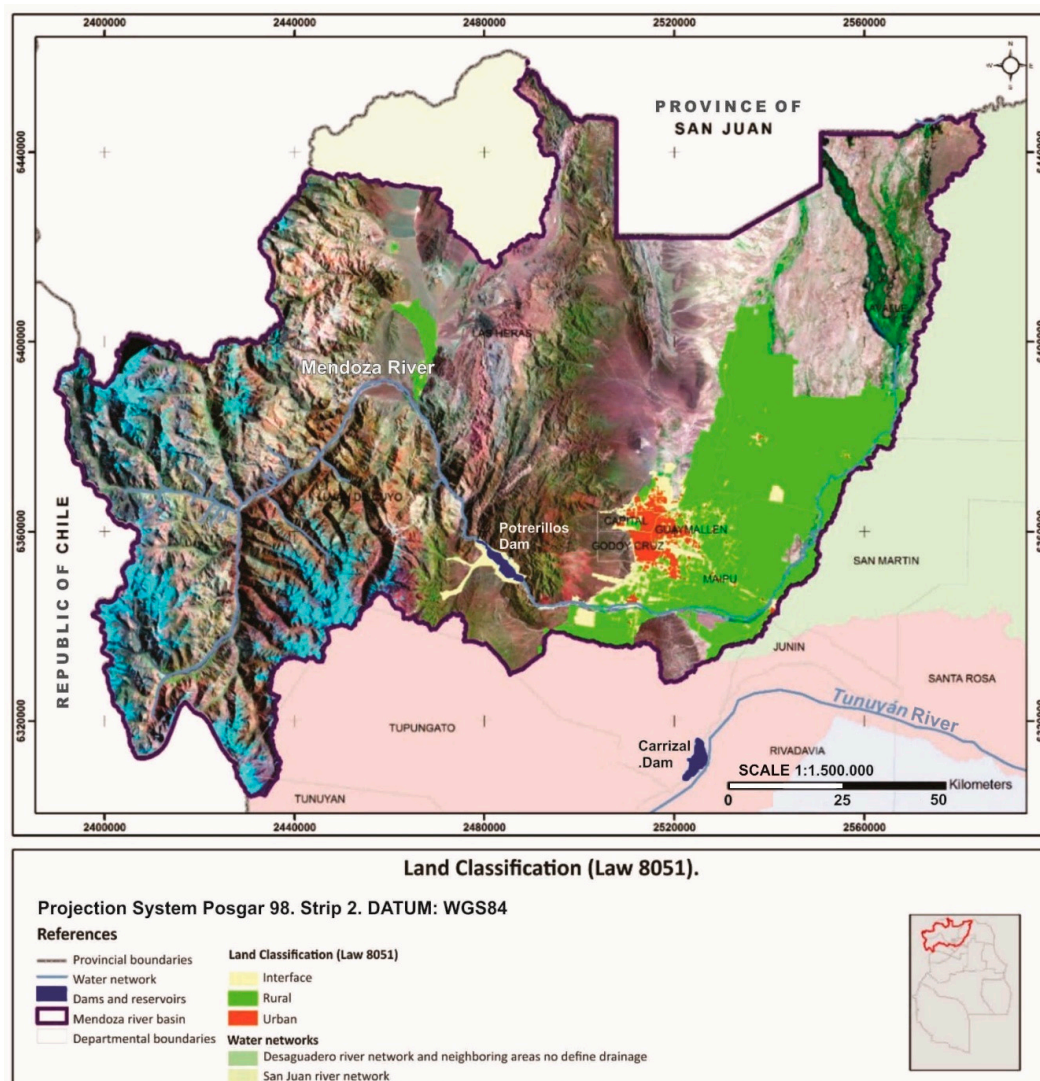 2400000 2440000 2480000 2520000 2560000
N
W E
S
PROVINCE OF
SAN JUAN
6440000
6400000
LAS HERAS
LAVALLE
Mendoza River
LUJAN DE CUYO
Potrerillos
Dam
CAPITAL
GUAYMALLEN
GODOY CRUZ
MAIPU
6360000
SAN MARTIN
REPUBLIC OF CHILE
JUNIN
SANTA ROSA
TUPUNGATO
Tunuyán River
6320000
Carrizal
.Dam
RIVADAVIA
SCALE 1:1.500.000
Kilometers
0 25 50
TUNUYAN
2400000 2440000 2480000 2520000 2560000
Land Classification (Law 8051).
Projection System Posgar 98. Strip 2. DATUM: WGS84
References
Provincial boundaries
Water network
Dams and reservoirs
Mendoza river basin
Departmental boundaries
Land Classification (Law 8051)
Interface
Rural
Urban
Water networks
Desaguadero river network and neighboring areas no define drainage
San Juan river network